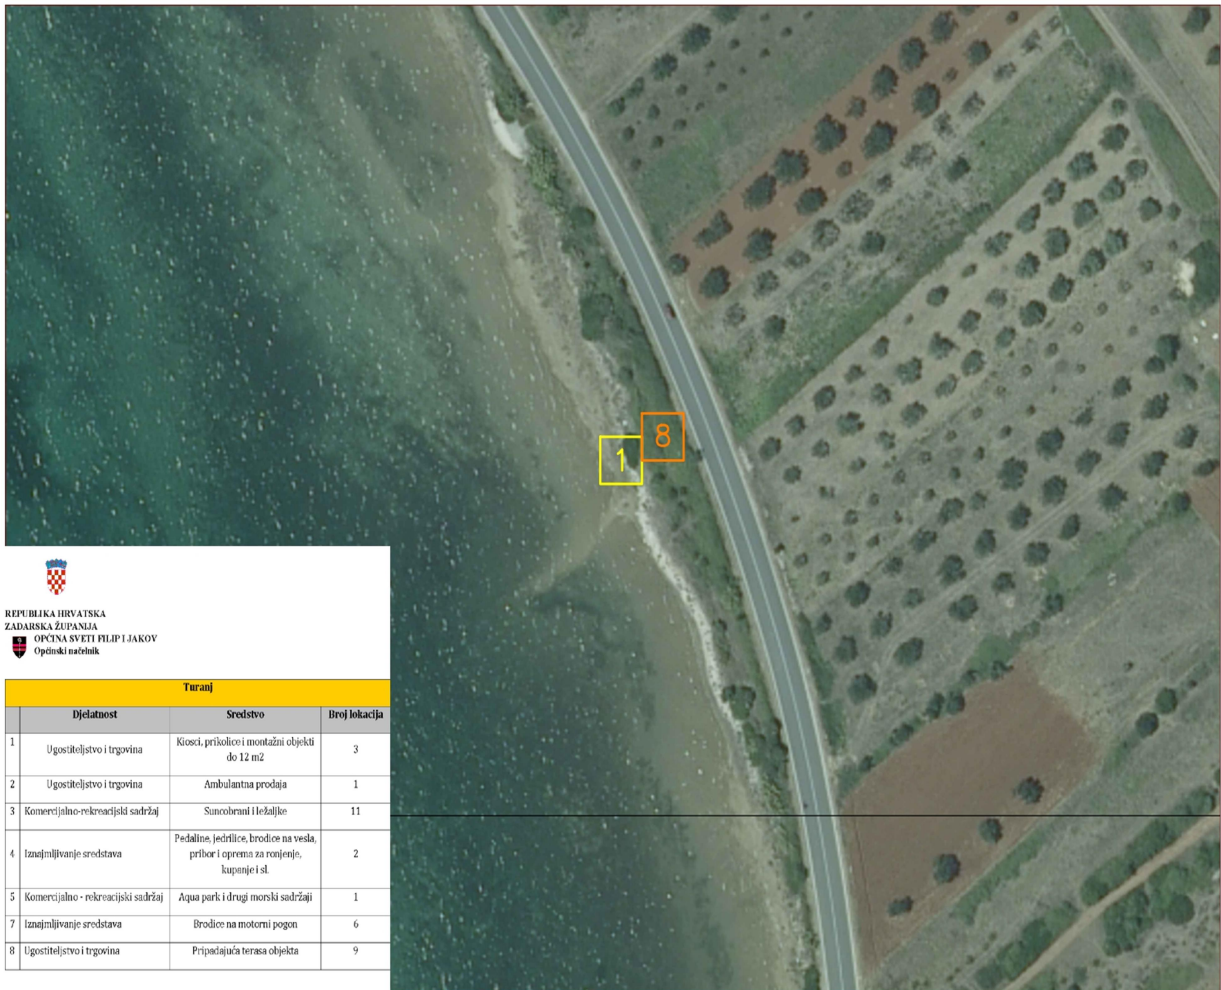 8
1
REPUBLIKA HRVATSKA
ZADARSKA ŽUPANIJA
OPĆINA SVETI FILIP I JAKOV
Općinski načelnik
Turanj
Djelatnost Sredstvo Broj lokacija
1 Ugostiteljstvo i trgovina Kiosci, prikolice i montažni objekti do 12 m2 3
2 Ugostiteljstvo i trgovina Ambulantna prodaja 1
3 Komercijalno-rekreacijski sadržaj Suncobrani i ležaljke 11
4 Iznajmljivanje sredstava Pedaline, jedrilice, brodice na vesla, pribor i oprema za ronjenje, kupanje i sl. 2
5 Komercijalno - rekreacijski sadržaj Aqua park i drugi morski sadržaji 1
7 Iznajmljivanje sredstava Brodice na motorni pogon 6
8 Ugostiteljstvo i trgovina Pripadajuća terasa objekta 9